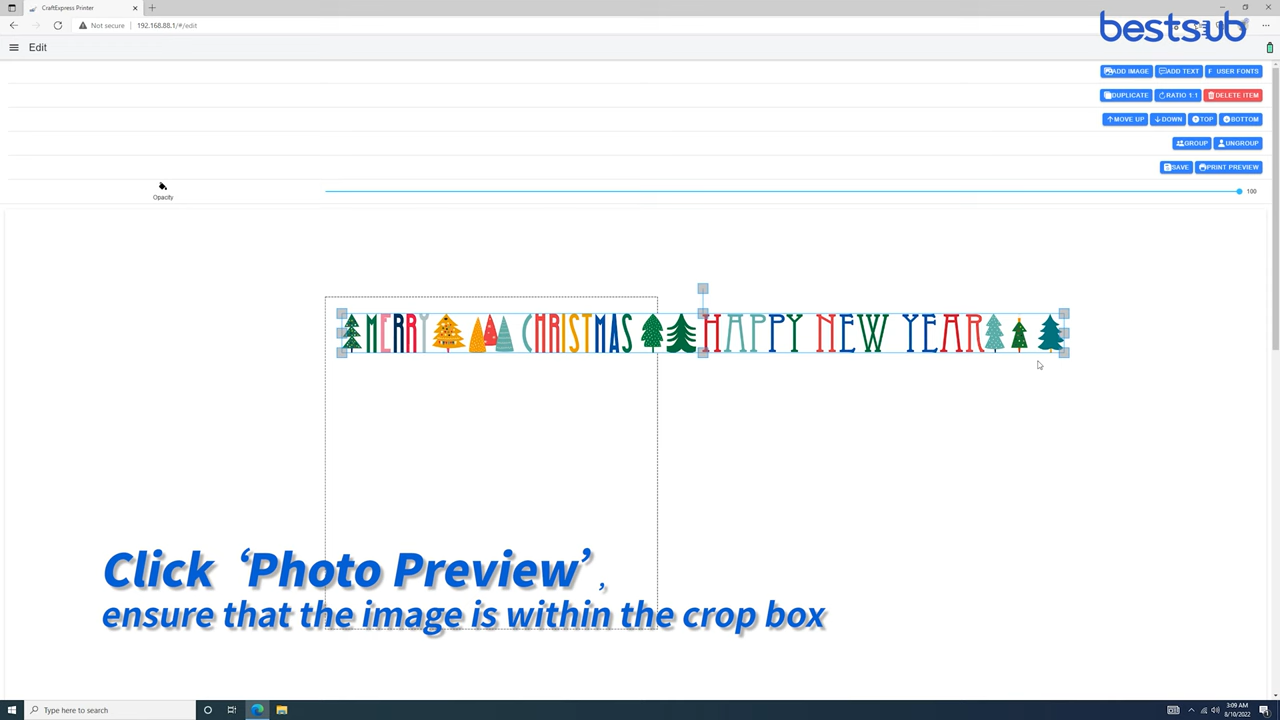 CraftExpress Printer
Not secure
192.168.88.1/#/edit
bestsub
Edit
ADD IMAGE
ADD TEXT
F USER FONTS
DUPLICATE
RATIO 1:1
DELETE ITEM
MOVE UP
DOWN
TOP
BOTTOM
GROUP
UNGROUP
SAVE
PRINT PREVIEW
Opacity
100
MERRY CHRISTMAS HAPPY NEW YEAR
Click ‘Photo Preview’,
ensure that the image is within the crop box
Type here to search
3:09 AM
8/10/2022